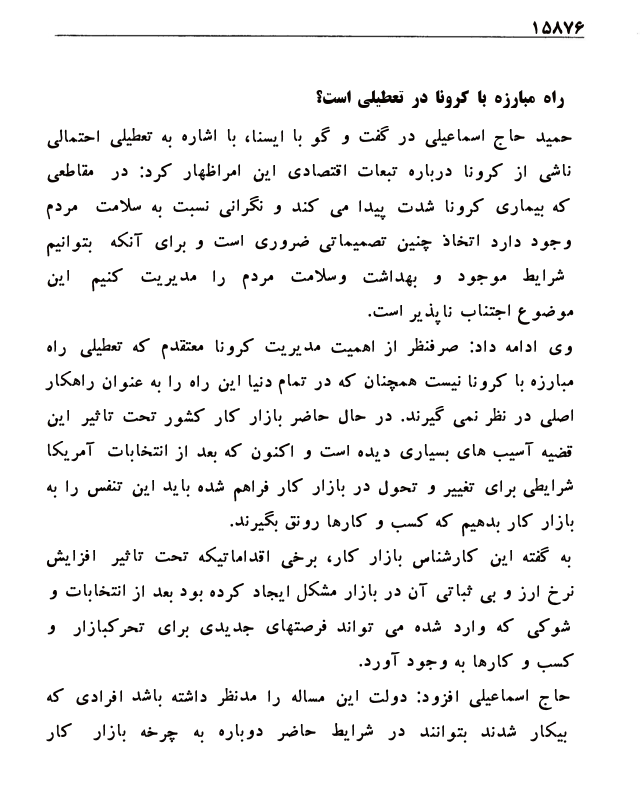 ۱۵۸۷۶
راه مبارزه با کرونا در تعطیلی است؟
حمید حاج اسماعیلی در گفت و گو با ایسنا، با اشاره به تعطیلی احتمالی
ناشی از کرونا درباره تبعات اقتصادی این امراظهار کرد: در مقاطعی
که بیماری کرونا شدت پیدا می کند و نگرانی نسبت به سلامت مردم
وجود دارد اتخاذ چنین تصمیماتی ضروری است و برای آنکه بتوانیم
شرایط موجود و بهداشت وسلامت مردم را مدیریت کنیم این
موضوع اجتناب ناپذیر است.
وی ادامه داد: صرفنظر از اهمیت مدیریت کرونا معتقدم که تعطیلی راه
مبارزه با کرونا نیست همچنان که در تمام دنیا این راه را به عنوان راهکار
اصلی در نظر نمی گیرند. در حال حاضر بازار کار کشور تحت تاثیر این
قضیه آسیب های بسیاری دیده است و اکنون که بعد از انتخابات آمریکا
شرایطی برای تغییر و تحول در بازار کار فراهم شده باید این تنفس را به
بازار کار بدهیم که کسب و کارها رونق بگیرند.
به گفته این کارشناس بازار کار، برخی اقداماتیکه تحت تاثیر افزایش
نرخ ارز و بی ثباتی آن در بازار مشکل ایجاد کرده بود بعد از انتخابات و
شوکی که وارد شده می تواند فرصتهای جدیدی برای تحرکبازار و
کسب و کارها به وجود آورد.
حاج اسماعیلی افزود: دولت این مساله را مدنظر داشته باشد افرادی که
بیکار شدند بتوانند در شرایط حاضر دوباره به چرخه بازار کار